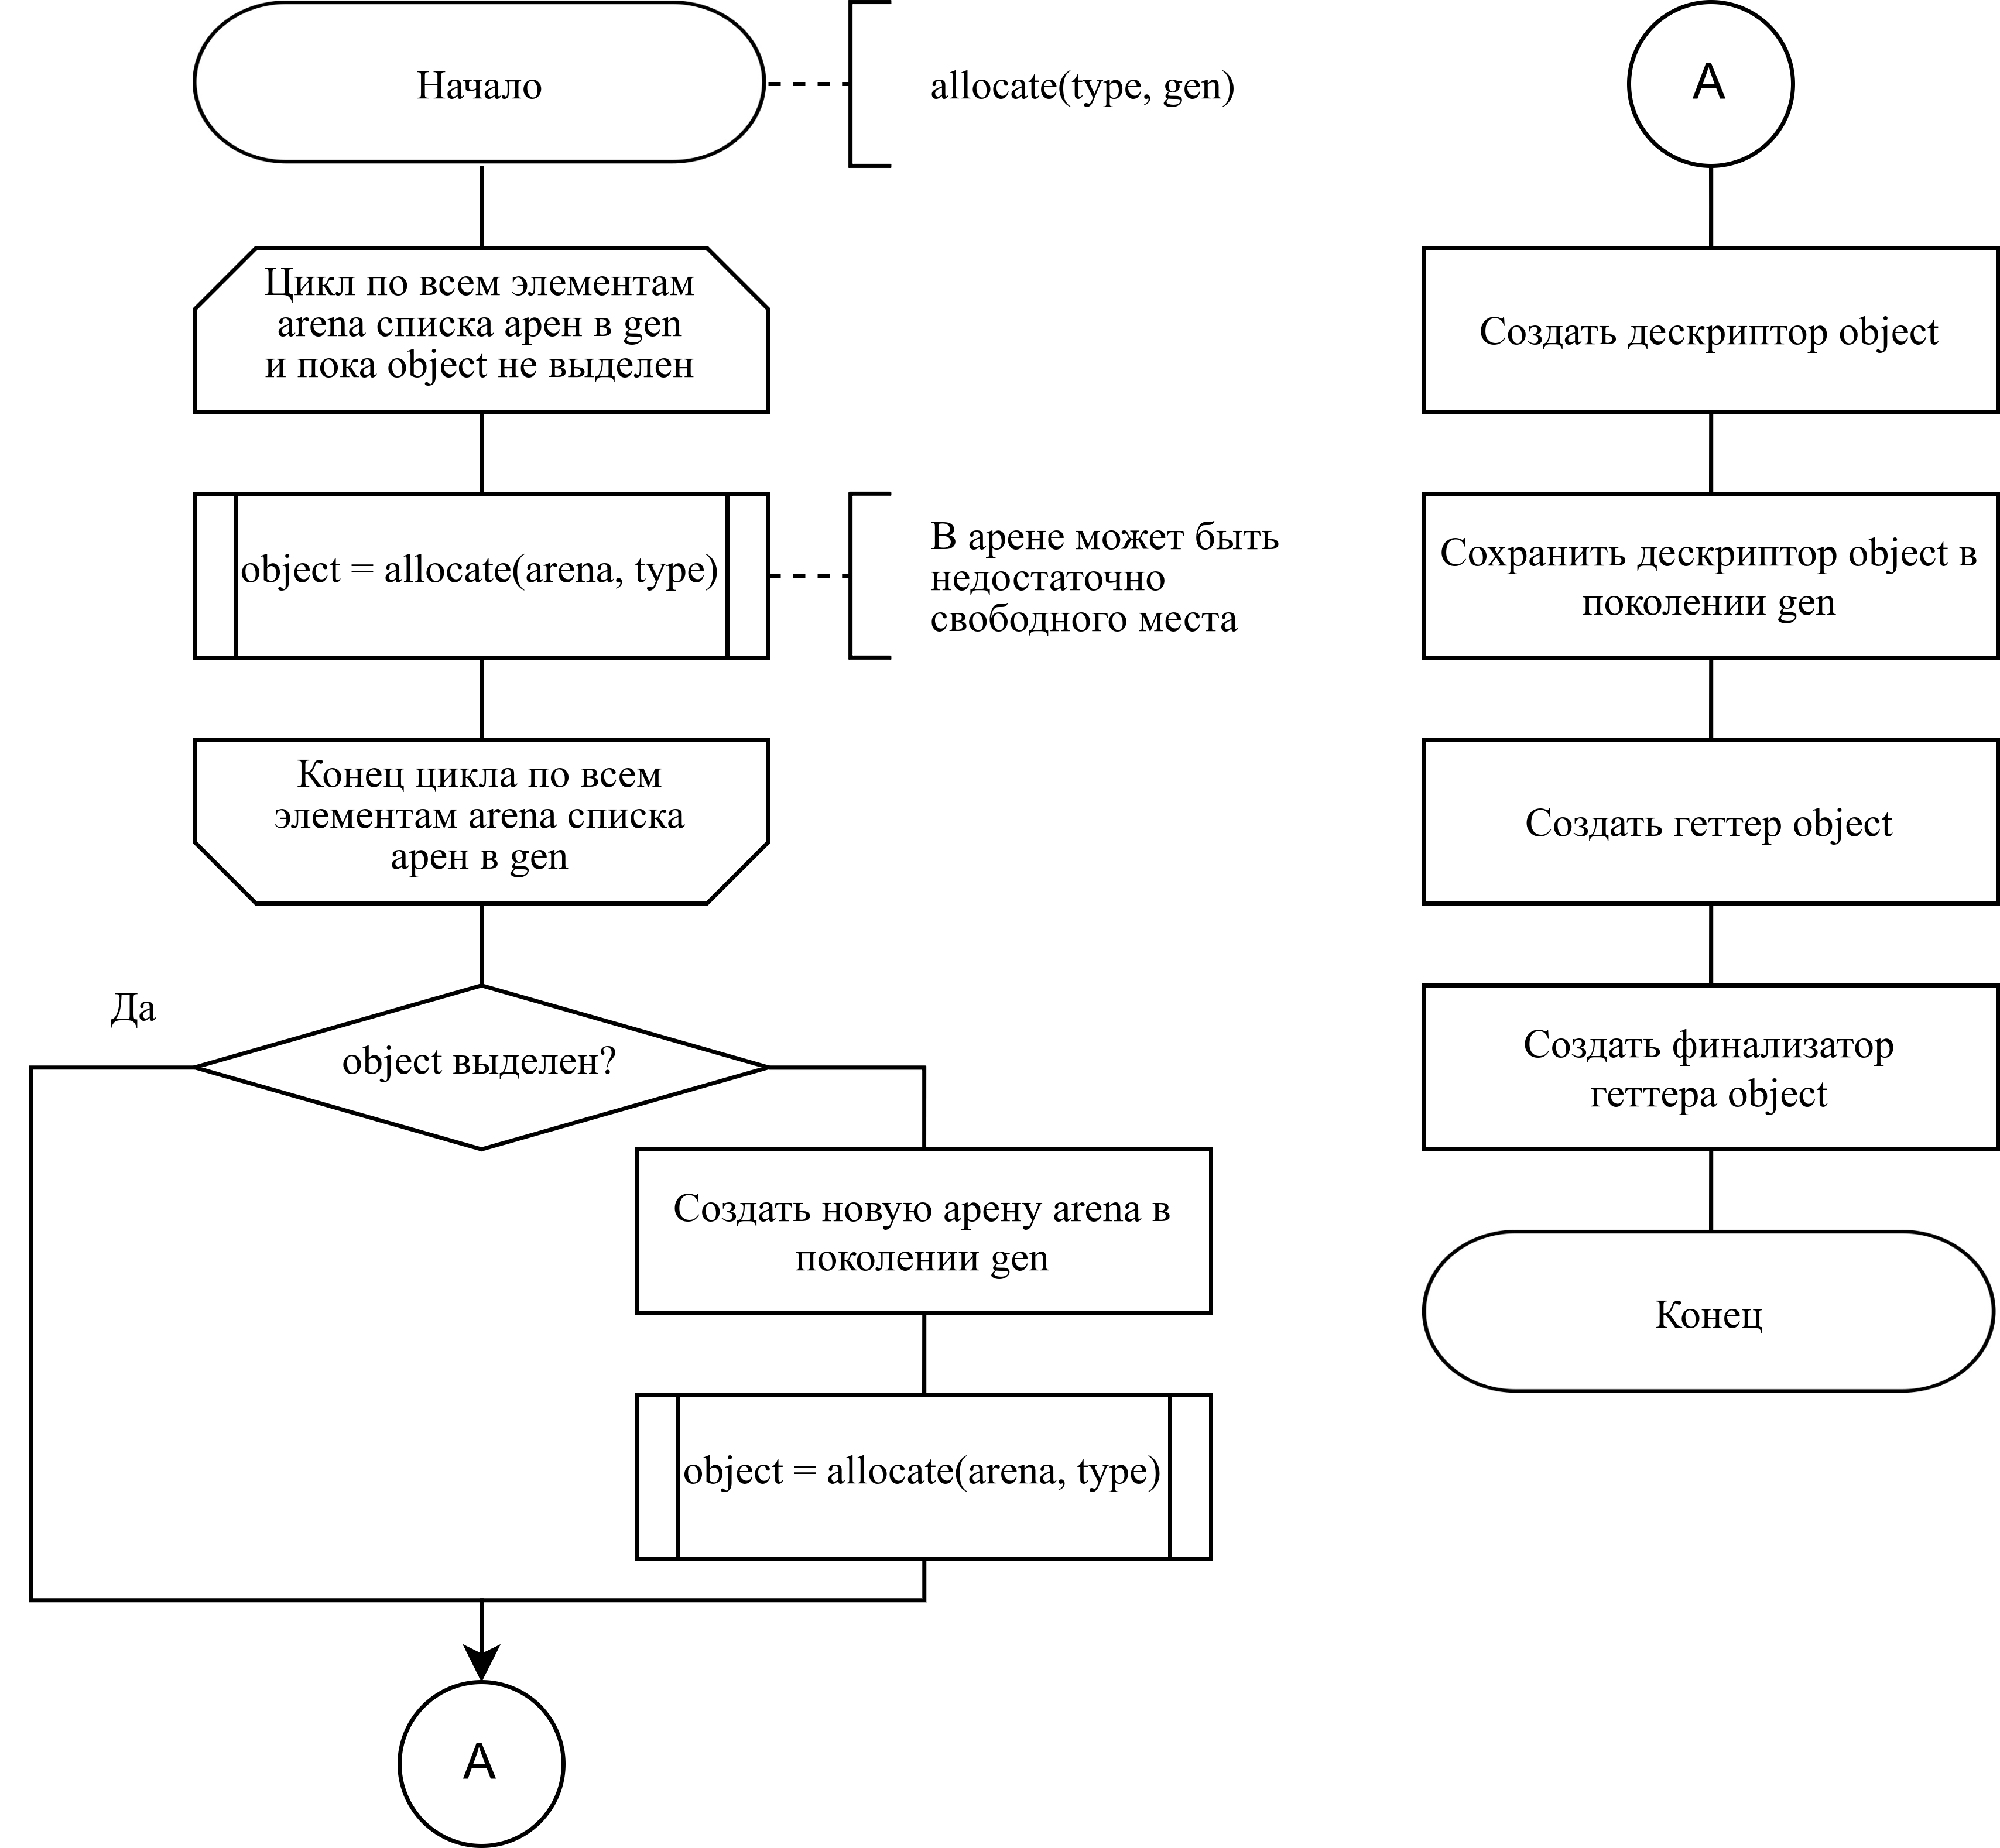 Начало
allocate(type, gen)
Цикл по всем элементам
arena списка арен в gen
и пока object не выделен
object = allocate(arena, type)
В арене может быть
недостаточно
свободного места
Конец цикла по всем
элементам arena списка
арен в gen
Да
object выделен?
Создать новую арену arena в
поколении gen
object = allocate(arena, type)
A
A
Создать дескриптор object
Сохранить дескриптор object в
поколении gen
Создать геттер object
Создать финализатор
геттера object
Конец